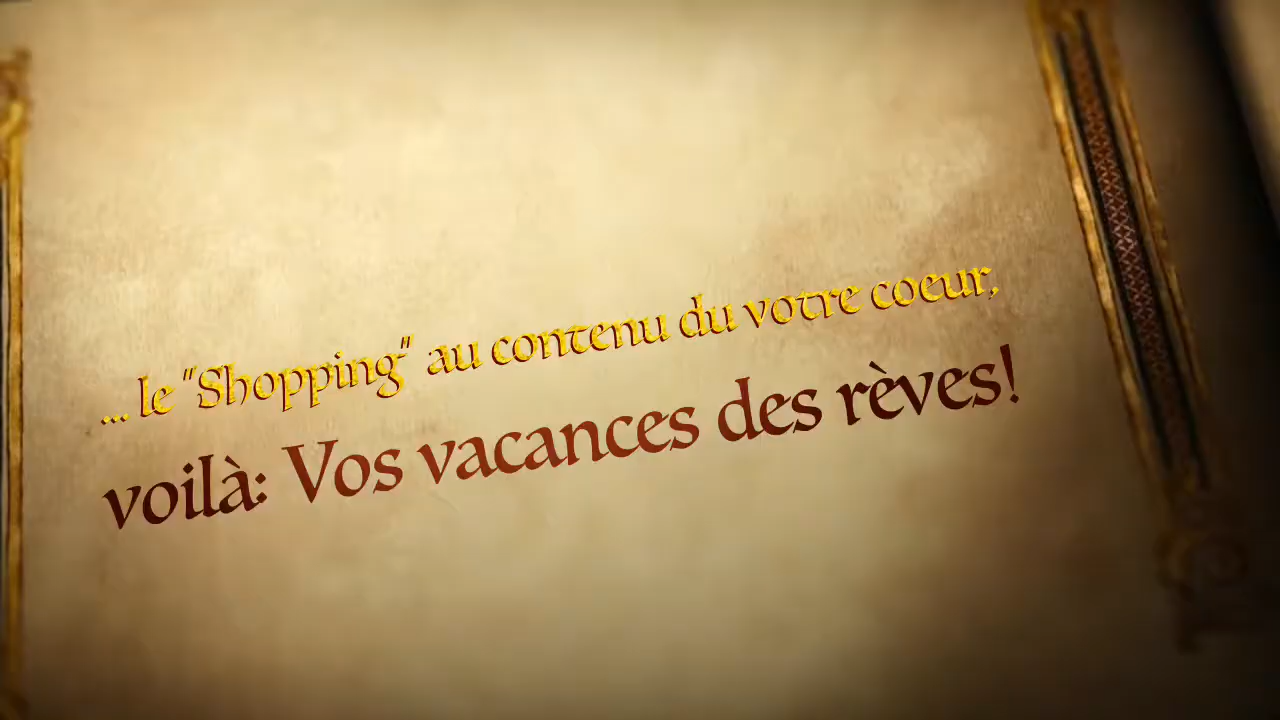 ... le "Shopping" au contenu du votre coeur,
voilà: Vos vacances des rèves!